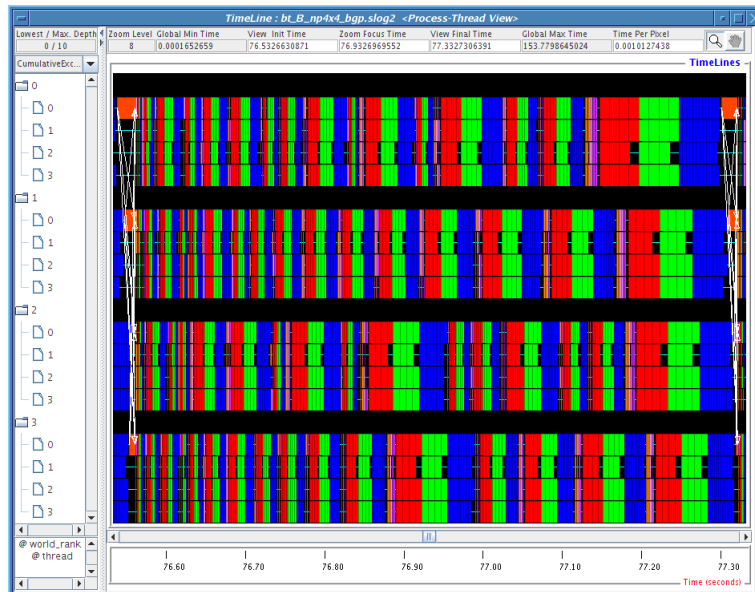 TimeLine : bt_B_np4x4_bgp.slog2 <Process-Thread View>
Lowest / Max. Depth
0 / 10
Zoom Level Global Min Time View Init Time Zoom Focus Time View Final Time Global Max Time Time Per Pixel
8 0.0001652659 76.5326630871 76.9326969552 77.3327306391 153.7798645024 0.0010127438
CumulativeExc...
TimeLines
0
0
1
2
3
1
0
1
2
3
2
0
1
2
3
3
0
1
2
3
@ world_rank
@ thread
76.60 76.70 76.80 76.90 77.00 77.10 77.20 77.30
Time (seconds)